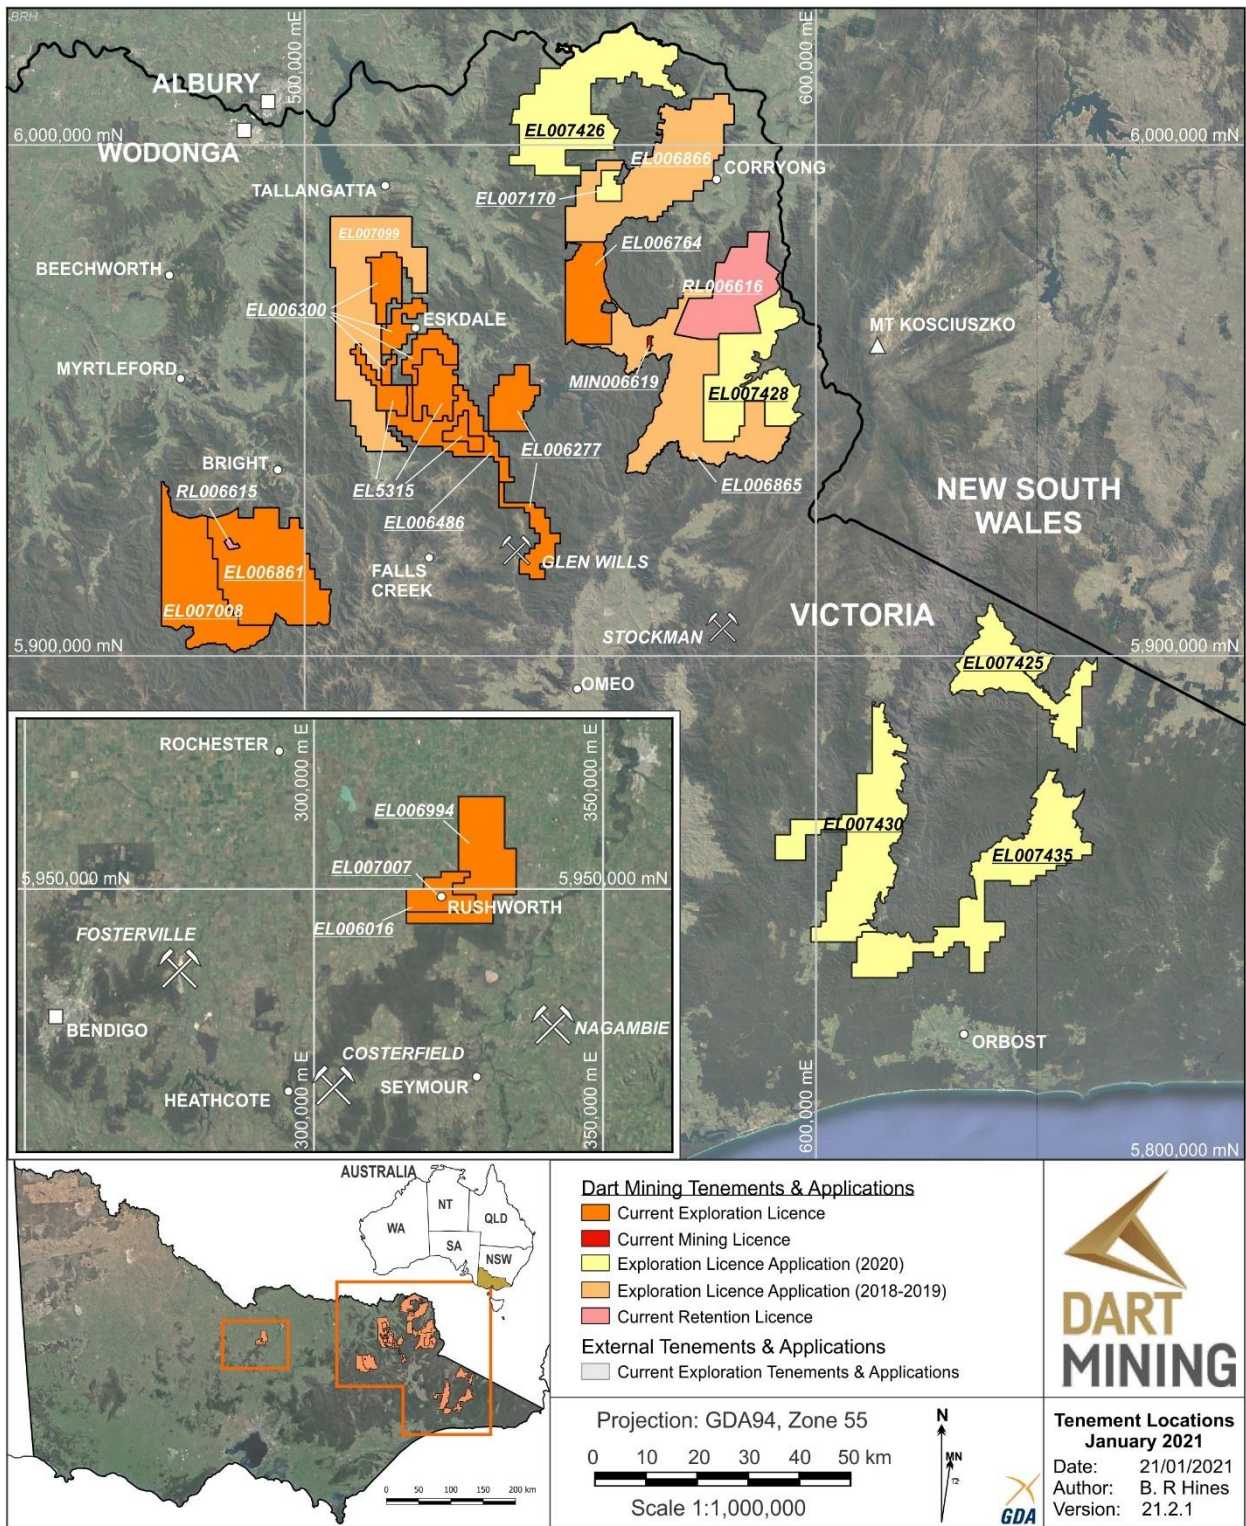 BRH
500,000 mE
600,000 mE
ALBURY
6,000,000 mN
WODONGA
6,000,000 mN
EL007426
EL006866
CORRYONG
TALLANGATTA
EL007170
EL007099
EL006764
BEECHWORTH
RL006616
EL006300
ESKDALE
MT KOSCIUSZKO
MYRTLEFORD
MIN006619
EL007428
EL006277
BRIGHT
RL006615
EL5315
EL006865
NEW SOUTH
WALES
EL006486
GLEN WILLS
FALLS
CREEK
EL006861
EL007008
VICTORIA
STOCKMAN
5,900,000 mN
5,900,000 mN
EL007425
OMEO
EL007430
EL007435
ORBOST
600,000 mE
5,800,000 mN
ROCHESTER
300,000 m E
350,000 m E
EL006994
EL007007
5,950,000 mN
5,950,000 mN
RUSHWORTH
EL006016
FOSTERVILLE
BENDIGO
NAGAMBIE
COSTERFIELD
SEYMOUR
HEATHCOTE
300,000 m E
350,000 m E
AUSTRALIA
NT
QLD
WA
SA
NSW
0 50 100 150 200 km
Dart Mining Tenements & Applications
Current Exploration Licence
Current Mining Licence
Exploration Licence Application (2020)
Exploration Licence Application (2018-2019)
Current Retention Licence
External Tenements & Applications
Current Exploration Tenements & Applications
Projection: GDA94, Zone 55
0 10 20 30 40 50 km
Scale 1:1,000,000
N
MN
GDA
DART
MINING
Tenement Locations
January 2021
Date: 21/01/2021
Author: B. R Hines
Version: 21.2.1